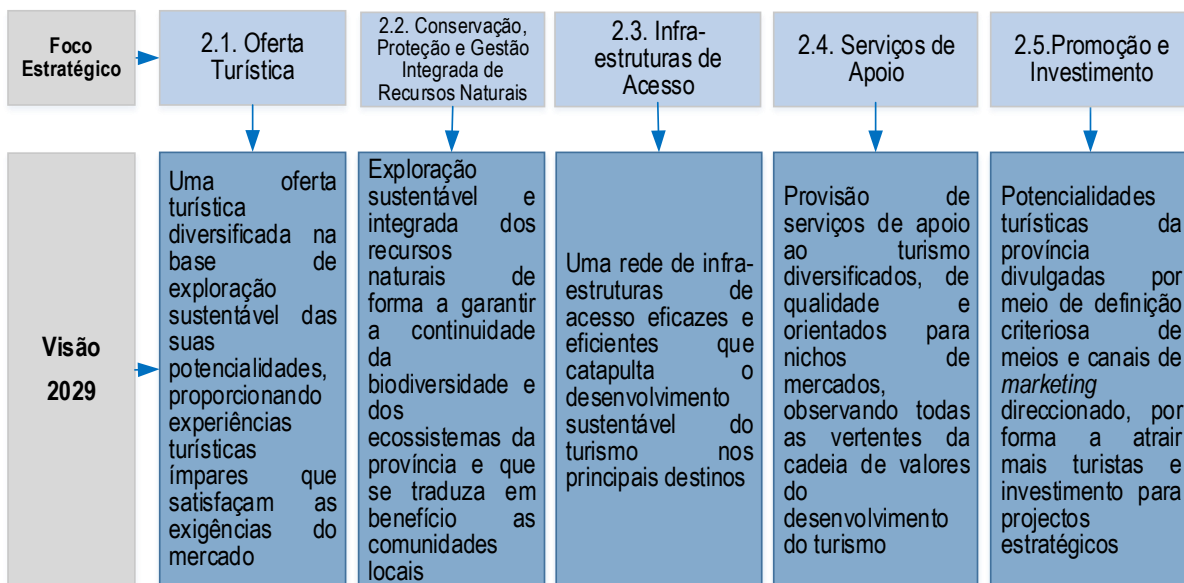 Foco
Estratégico
2.1. Oferta
Turística
2.2. Conservação,
Proteção e Gestão
Integrada de
Recursos Naturais
2.3. Infra-
estruturas de
Acesso
2.4. Serviços de
Apoio
2.5.Promoção e
Investimento
Visão
2029
Uma oferta
turística
diversificada na
base de
exploração
sustentável das
suas
potencialidades,
proporcionando
experiências
turísticas
ímpares que
satisfaçam as
exigências do
mercado
Exploração
sustentável e
integrada dos
recursos
naturais de
forma a garantir
a continuidade
da
biodiversidade e
dos
ecossistemas da
província e que
se traduza em
benefício as
comunidades
locais
Uma rede de infra-
estruturas de
acesso eficazes e
eficientes que
catapulta o
desenvolvimento
sustentável do
turismo nos
principais destinos
Provisão de
serviços de apoio
ao turismo
diversificados, de
qualidade e
orientados para
nichos de
mercados,
observando todas
as vertentes da
cadeia de valores
do
desenvolvimento
do turismo
Potencialidades
turísticas da
província
divulgadas por
meio de definição
criteriosa de
meios e canais de
marketing
direccionado, por
forma a atrair
mais turistas e
investimento para
projectos
estratégicos